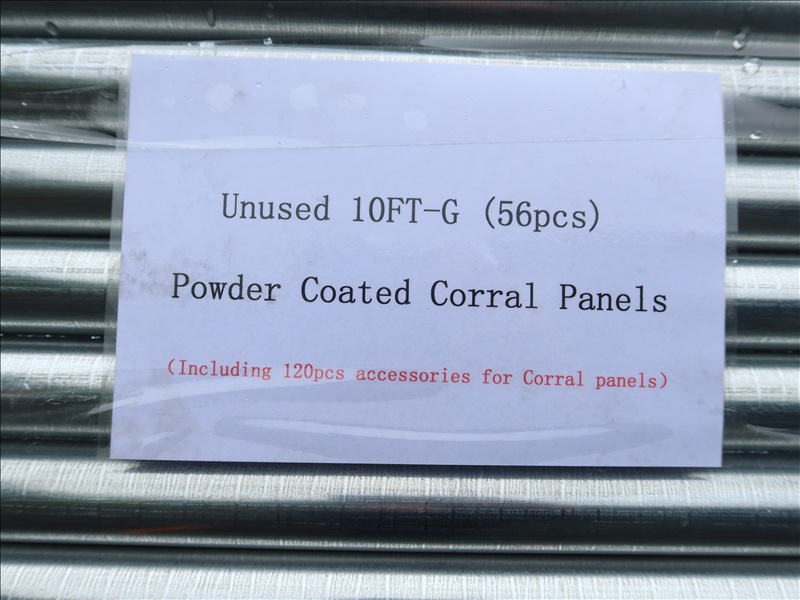 Unused 10FT-G (56pcs)
Powder Coated Corral Panels
(Including 120pcs accessories for Corral panels)